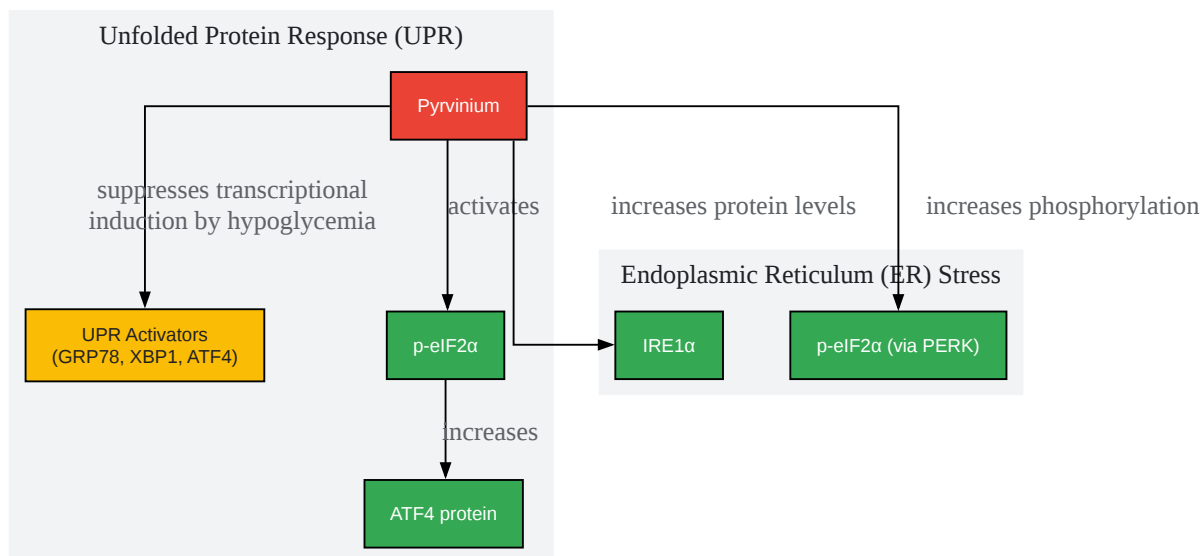 Unfolded Protein Response (UPR)
Pyrvinium
suppresses transcriptional
induction by hypoglycemia
activates
increases protein levels
increases phosphorylation
Endoplasmic Reticulum (ER) Stress
UPR Activators
(GRP78, XBP1, ATF4)
p-eIF2α
IRE1α
p-eIF2α (via PERK)
increases
ATF4 protein